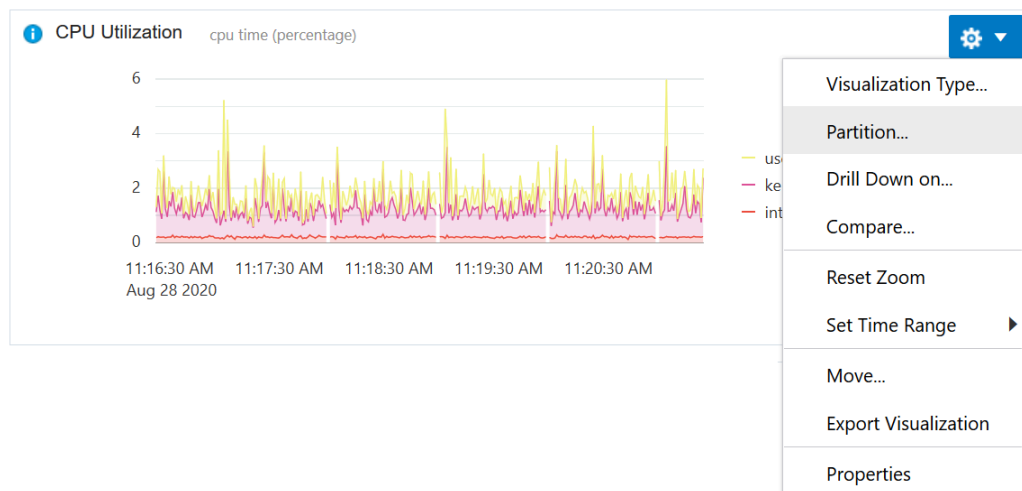 CPU Utilization cpu time (percentage)
6
4
2
0
11:16:30 AM 11:17:30 AM 11:18:30 AM 11:19:30 AM 11:20:30 AM
Aug 28 2020
Visualization Type...
Partition...
Drill Down on...
Compare...
Reset Zoom
Set Time Range
Move...
Export Visualization
Properties